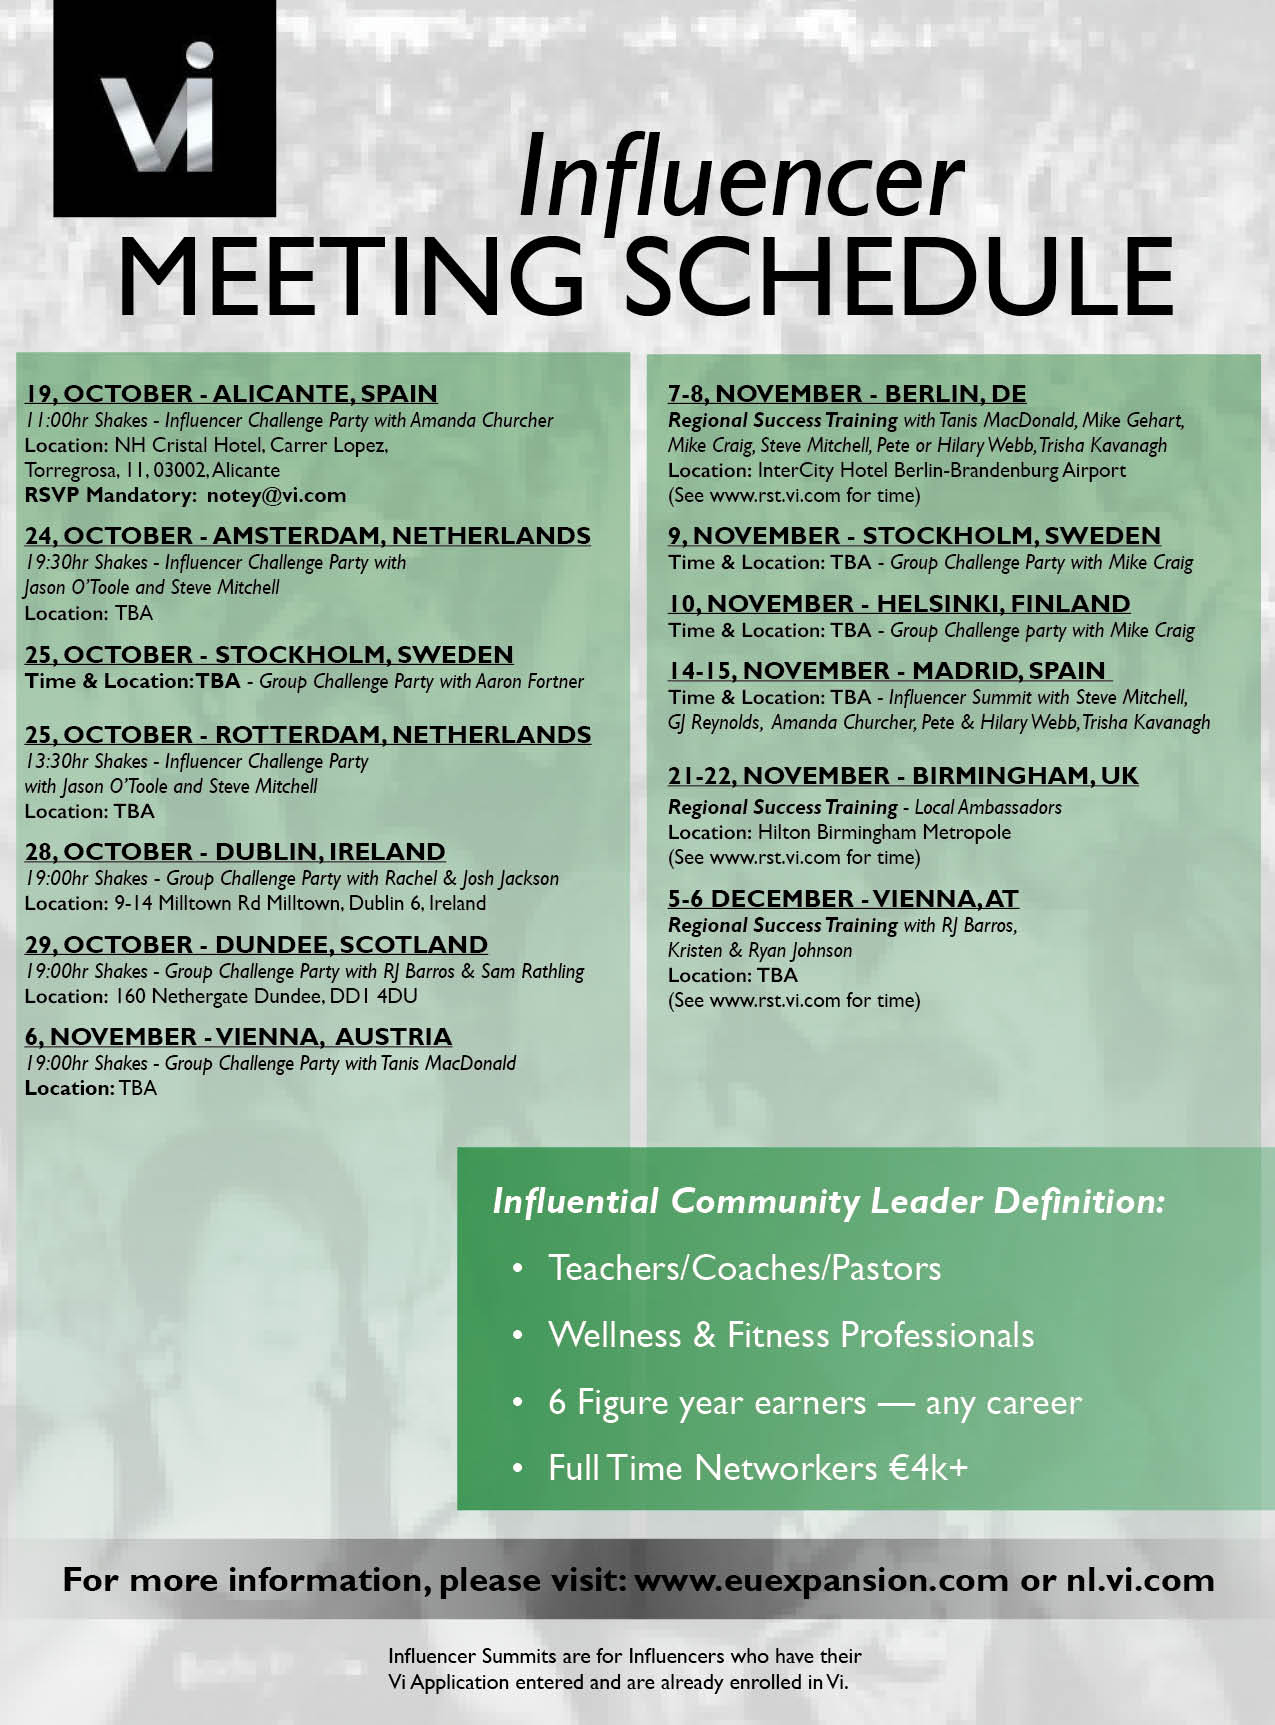 vi
Influencer
MEETING SCHEDULE
19, OCTOBER - ALICANTE, SPAIN
11:00hr Shakes - Influencer Challenge Party with Amanda Churcher
Location: NH Cristal Hotel, Carrer Lopez,
Torregrosa, 11, 03002, Alicante
RSVP Mandatory: notey@vi.com
24, OCTOBER - AMSTERDAM, NETHERLANDS
19:30hr Shakes - Influencer Challenge Party with
Jason O'Toole and Steve Mitchell
Location: TBA
25, OCTOBER - STOCKHOLM, SWEDEN
Time & Location: TBA - Group Challenge Party with Aaron Fortner
25, OCTOBER - ROTTERDAM, NETHERLANDS
13:30hr Shakes - Influencer Challenge Party
with Jason O'Toole and Steve Mitchell
Location: TBA
28, OCTOBER - DUBLIN, IRELAND
19:00hr Shakes - Group Challenge Party with Rachel & Josh Jackson
Location: 9-14 Milltown Rd Milltown, Dublin 6, Ireland
29, OCTOBER - DUNDEE, SCOTLAND
19:00hr Shakes - Group Challenge Party with RJ Barros & Sam Rathling
Location: 160 Nethergate Dundee, DD1 4DU
6, NOVEMBER - VIENNA, AUSTRIA
19:00hr Shakes - Group Challenge Party with Tanis MacDonald
Location: TBA
7-8, NOVEMBER - BERLIN, DE
Regional Success Training with Tanis MacDonald, Mike Gehart,
Mike Craig, Steve Mitchell, Pete or Hilary Webb, Trisha Kavanagh
Location: InterCity Hotel Berlin-Brandenburg Airport
(See www.rst.vi.com for time)
9, NOVEMBER - STOCKHOLM, SWEDEN
Time & Location: TBA - Group Challenge Party with Mike Craig
10, NOVEMBER - HELSINKI, FINLAND
Time & Location: TBA - Group Challenge party with Mike Craig
14-15, NOVEMBER - MADRID, SPAIN
Time & Location: TBA - Influencer Summit with Steve Mitchell,
GJ Reynolds, Amanda Churcher, Pete & Hilary Webb, Trisha Kavanagh
21-22, NOVEMBER - BIRMINGHAM, UK
Regional Success Training - Local Ambassadors
Location: Hilton Birmingham Metropole
(See www.rst.vi.com for time)
5-6 DECEMBER - VIENNA, AT
Regional Success Training with RJ Barros,
Kristen & Ryan Johnson
Location: TBA
(See www.rst.vi.com for time)
Influential Community Leader Definition:
• Teachers/Coaches/Pastors
• Wellness & Fitness Professionals
• 6 Figure year earners — any career
• Full Time Networkers €4k+
For more information, please visit: www.euexpansion.com or nl.vi.com
Influencer Summits are for Influencers who have their
Vi Application entered and are already enrolled in Vi.